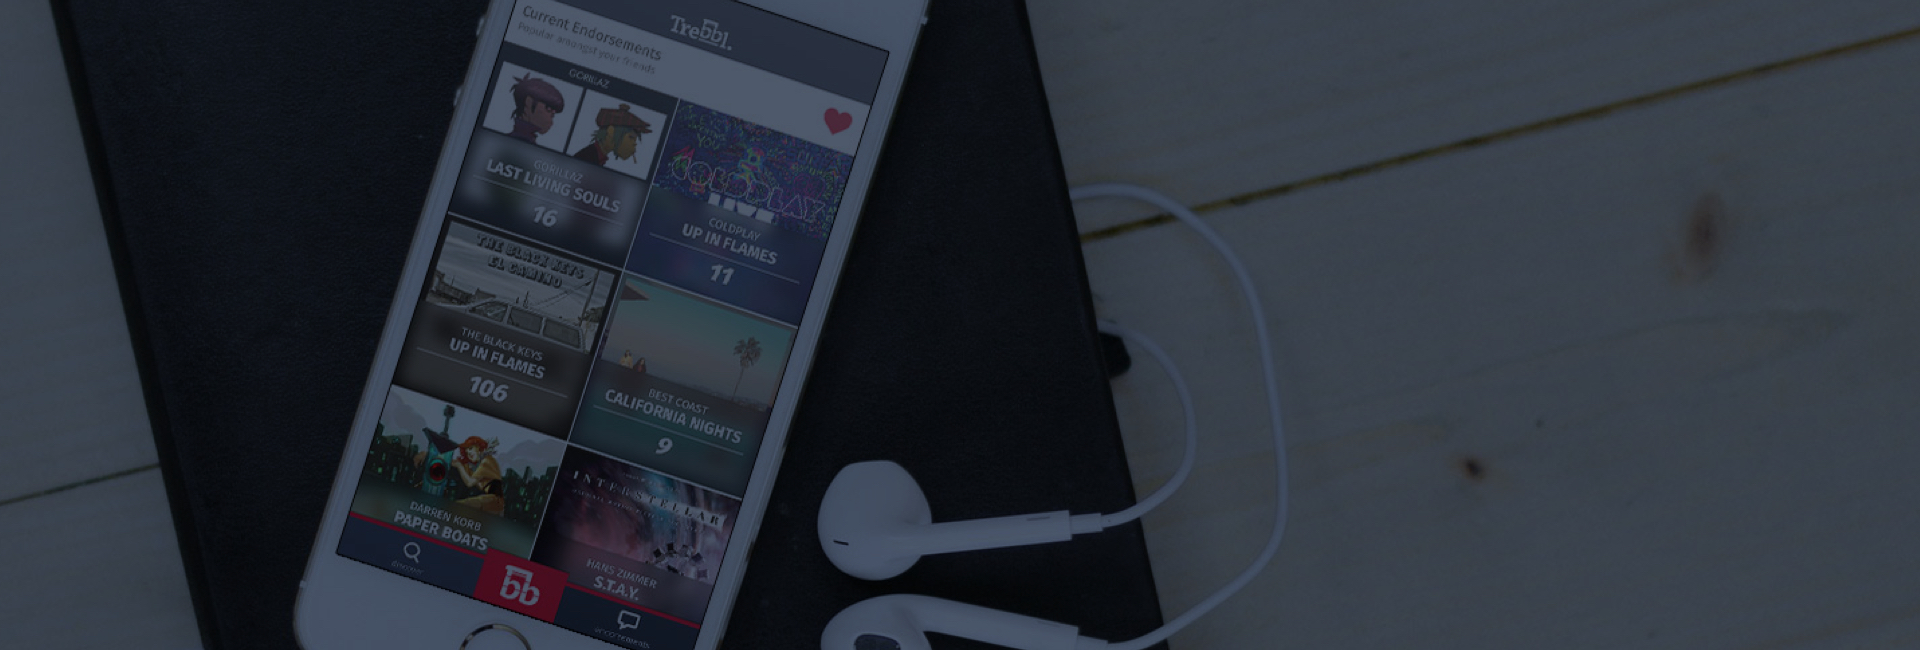 Trebbl.
Current Endorsements
Popular amongst your friends
GORILLAZ
GORILLAZ
LAST LIVING SOULS
16
COLDPLAY
LIVE
COLDPLAY
UP IN FLAMES
11
THE BLACK KEYS
EL CAMINO
THE BLACK KEYS
UP IN FLAMES
106
BEST COAST
CALIFORNIA NIGHTS
9
DARREN KORB
PAPER BOATS
INTERSTELLAR
HANS ZIMMER
S.T.A.Y.
discover
bb